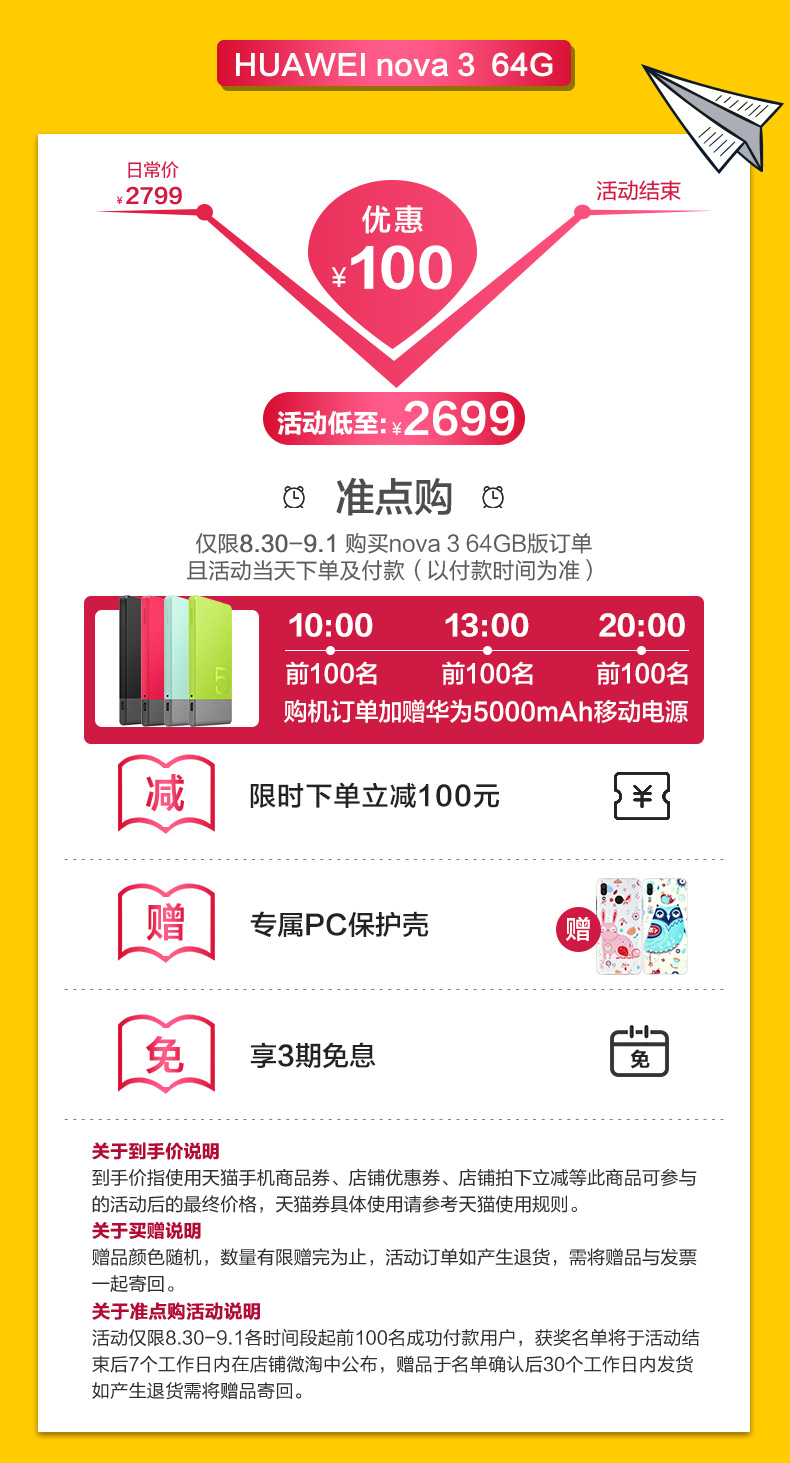 HUAWEI nova 3 64G
日常价
¥2799
活动结束
优惠
¥100
活动低至:¥2699
准点购
仅限8.30-9.1 购买nova 3 64GB版订单
且活动当天下单及付款（以付款时间为准）
10:00 13:00 20:00
前100名 前100名 前100名
购机订单加赠华为5000mAh移动电源
减 限时下单立减100元 ¥
赠 专属PC保护壳 赠
免 享3期免息 免
关于到手价说明
到手价指使用天猫手机商品券、店铺优惠券、店铺拍下立减等此商品可参与
的活动后的最终价格，天猫券具体使用请参考天猫使用规则。
关于买赠说明
赠品颜色随机，数量有限赠完为止，活动订单如产生退货，需将赠品与发票
一起寄回。
关于准点购活动说明
活动仅限8.30-9.1各时间段起前100名成功付款用户，获奖名单将于活动结
束后7个工作日内在店铺微淘中公布，赠品于名单确认后30个工作日内发货
如产生退货需将赠品寄回。